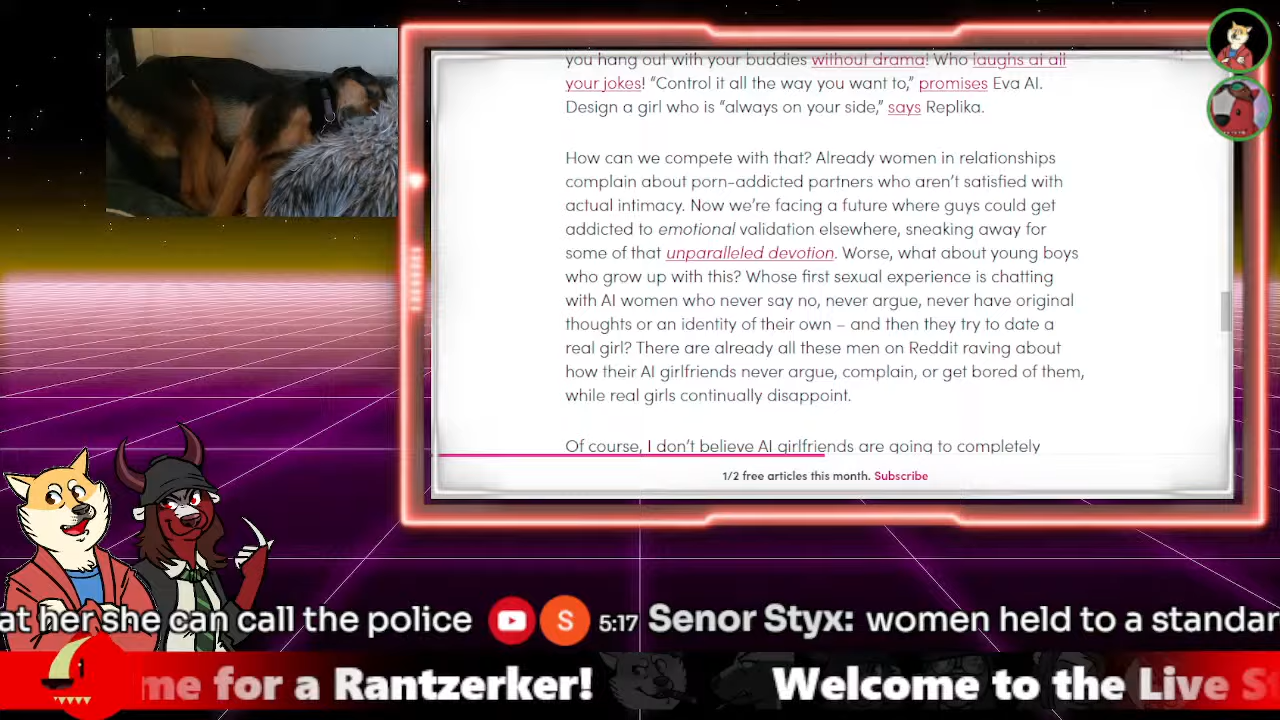 you hang out with your buddies without drama! Who laughs at all
your jokes! “Control it all the way you want to,” promises Eva AI.
Design a girl who is “always on your side,” says Replika.
How can we compete with that? Already women in relationships
complain about porn-addicted partners who aren’t satisfied with
actual intimacy. Now we’re facing a future where guys could get
addicted to emotional validation elsewhere, sneaking away for
some of that unparalleled devotion. Worse, what about young boys
who grow up with this? Whose first sexual experience is chatting
with AI women who never say no, never argue, never have original
thoughts or an identity of their own – and then they try to date a
real girl? There are already all these men on Reddit raving about
how their AI girlfriends never argue, complain, or get bored of them,
while real girls continually disappoint.
Of course, I don’t believe AI girlfriends are going to completely
1/2 free articles this month. Subscribe
at her she can call the police S 5:17 Senor Styx: women held to a standar
me for a Rantzerker! Welcome to the Live S